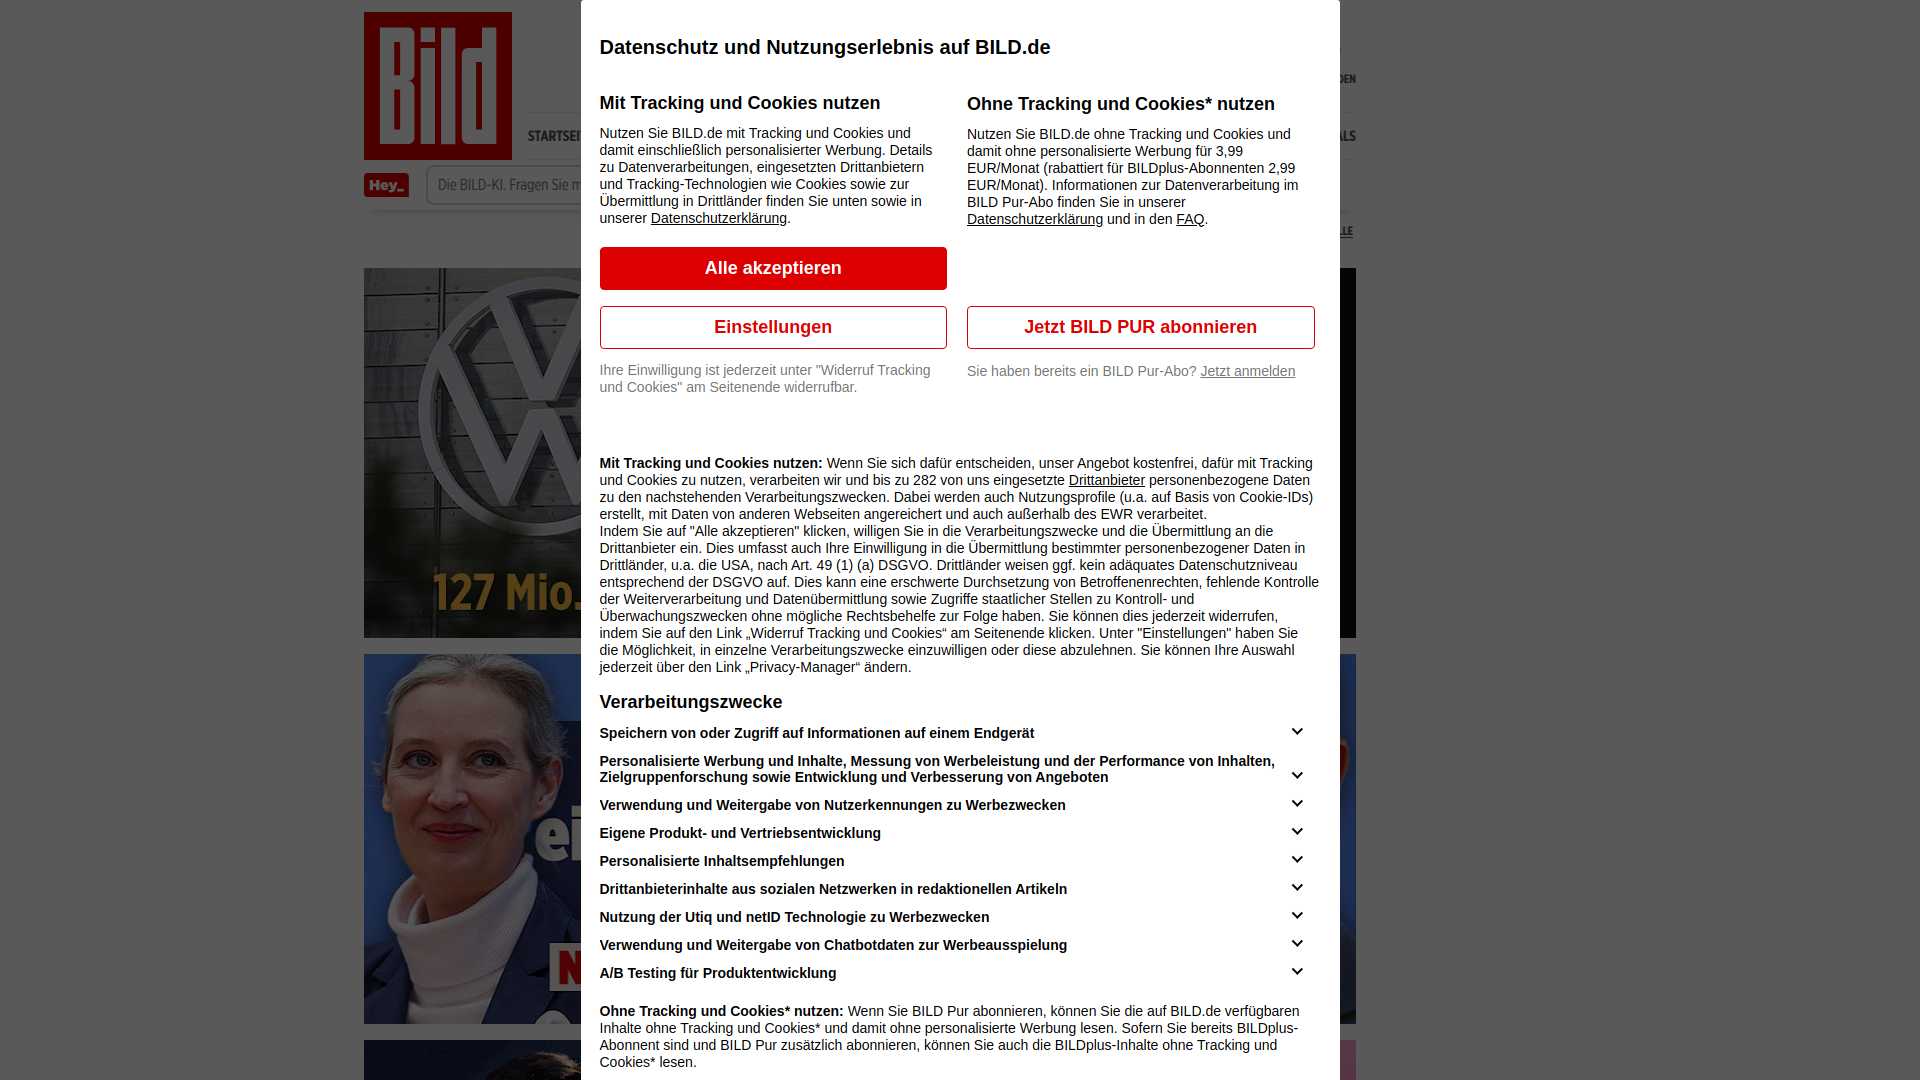 Bild
DEN
STARTSEI
ALS
Hey_
Die BILD-KI. Fragen Sie m
LLE
127 Mio.
ei
N
Datenschutz und Nutzungserlebnis auf BILD.de
Mit Tracking und Cookies nutzen
Nutzen Sie BILD.de mit Tracking und Cookies und
damit einschließlich personalisierter Werbung. Details
zu Datenverarbeitungen, eingesetzten Drittanbietern
und Tracking-Technologien wie Cookies sowie zur
Übermittlung in Drittländer finden Sie unten sowie in
unserer Datenschutzerklärung.
Alle akzeptieren
Einstellungen
Ihre Einwilligung ist jederzeit unter "Widerruf Tracking
und Cookies" am Seitenende widerrufbar.
Ohne Tracking und Cookies* nutzen
Nutzen Sie BILD.de ohne Tracking und Cookies und
damit ohne personalisierte Werbung für 3,99
EUR/Monat (rabattiert für BILDplus-Abonnenten 2,99
EUR/Monat). Informationen zur Datenverarbeitung im
BILD Pur-Abo finden Sie in unserer
Datenschutzerklärung und in den FAQ.
Jetzt BILD PUR abonnieren
Sie haben bereits ein BILD Pur-Abo? Jetzt anmelden
Mit Tracking und Cookies nutzen: Wenn Sie sich dafür entscheiden, unser Angebot kostenfrei, dafür mit Tracking
und Cookies zu nutzen, verarbeiten wir und bis zu 282 von uns eingesetzte Drittanbieter personenbezogene Daten
zu den nachstehenden Verarbeitungszwecken. Dabei werden auch Nutzungsprofile (u.a. auf Basis von Cookie-IDs)
erstellt, mit Daten von anderen Webseiten angereichert und auch außerhalb des EWR verarbeitet.
Indem Sie auf "Alle akzeptieren" klicken, willigen Sie in die Verarbeitungszwecke und die Übermittlung an die
Drittanbieter ein. Dies umfasst auch Ihre Einwilligung in die Übermittlung bestimmter personenbezogener Daten in
Drittländer, u.a. die USA, nach Art. 49 (1) (a) DSGVO. Drittländer weisen ggf. kein adäquates Datenschutzniveau
entsprechend der DSGVO auf. Dies kann eine erschwerte Durchsetzung von Betroffenenrechten, fehlende Kontrolle
der Weiterverarbeitung und Datenübermittlung sowie Zugriffe staatlicher Stellen zu Kontroll- und
Überwachungszwecken ohne mögliche Rechtsbehelfe zur Folge haben. Sie können dies jederzeit widerrufen,
indem Sie auf den Link „Widerruf Tracking und Cookies“ am Seitenende klicken. Unter "Einstellungen" haben Sie
die Möglichkeit, in einzelne Verarbeitungszwecke einzuwilligen oder diese abzulehnen. Sie können Ihre Auswahl
jederzeit über den Link „Privacy-Manager“ ändern.
Verarbeitungszwecke
Speichern von oder Zugriff auf Informationen auf einem Endgerät
Personalisierte Werbung und Inhalte, Messung von Werbeleistung und der Performance von Inhalten,
Zielgruppenforschung sowie Entwicklung und Verbesserung von Angeboten
Verwendung und Weitergabe von Nutzerkennungen zu Werbezwecken
Eigene Produkt- und Vertriebsentwicklung
Personalisierte Inhaltsempfehlungen
Drittanbieterinhalte aus sozialen Netzwerken in redaktionellen Artikeln
Nutzung der Utiq und netID Technologie zu Werbezwecken
Verwendung und Weitergabe von Chatbotdaten zur Werbeausspielung
A/B Testing für Produktentwicklung
Ohne Tracking und Cookies* nutzen: Wenn Sie BILD Pur abonnieren, können Sie die auf BILD.de verfügbaren
Inhalte ohne Tracking und Cookies* und damit ohne personalisierte Werbung lesen. Sofern Sie bereits BILDplus-
Abonnent sind und BILD Pur zusätzlich abonnieren, können Sie auch die BILDplus-Inhalte ohne Tracking und
Cookies* lesen.